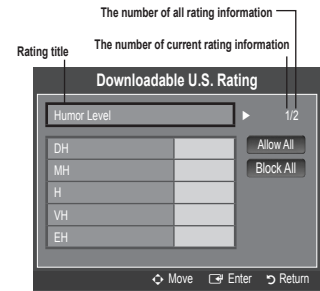 The number of all rating information
The number of current rating information
Rating title
Downloadable U.S. Rating
Humor Level ▶ 1/2
DH
Allow All
MH
Block All
H
VH
EH
Move Enter Return